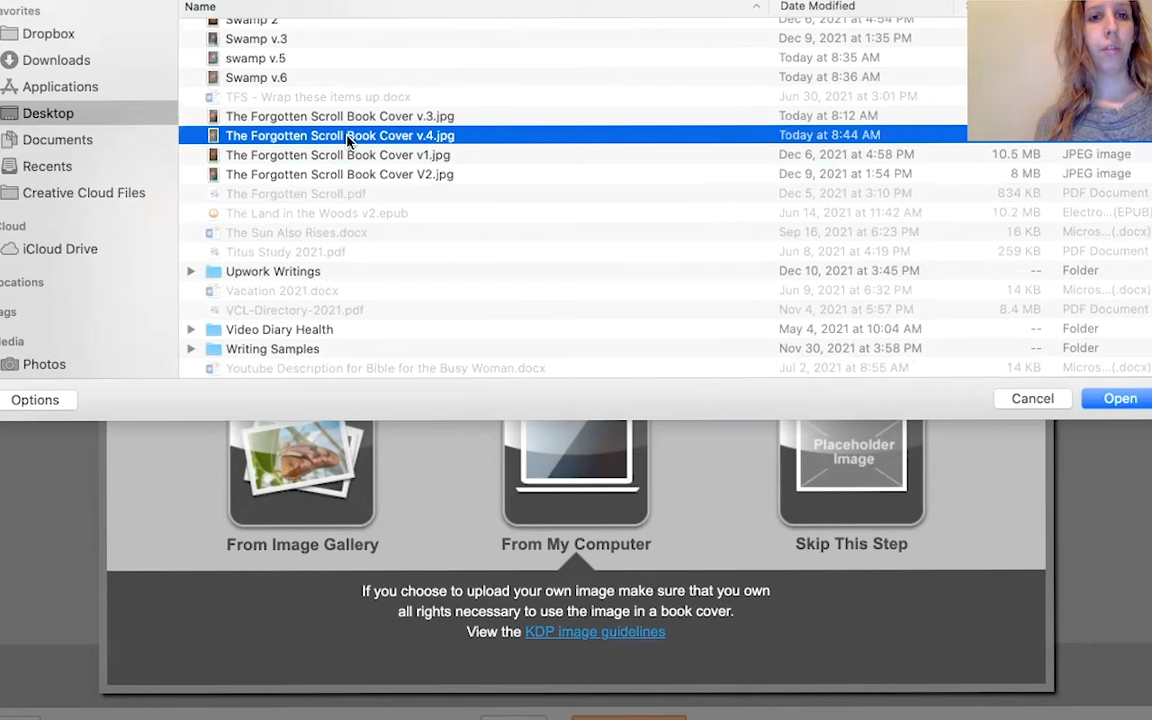 Name Date Modified
avorites
Swamp 2 Dec 6, 2021 at 4:54 PM
Dropbox
Swamp v.3 Dec 9, 2021 at 1:35 PM
Downloads
swamp v.5 Today at 8:35 AM
Swamp v.6 Today at 8:36 AM
Applications
TFS - Wrap these items up.docx Jun 30, 2021 at 3:01 PM
Desktop
The Forgotten Scroll Book Cover v.3.jpg Today at 8:12 AM
The Forgotten Scroll Book Cover v.4.jpg Today at 8:44 AM
Documents
The Forgotten Scroll Book Cover v1.jpg Dec 6, 2021 at 4:58 PM 10.5 MB JPEG image
Recents
The Forgotten Scroll Book Cover V2.jpg Dec 9, 2021 at 1:54 PM 8 MB JPEG image
Creative Cloud Files
The Forgotten Scroll.pdf Dec 5, 2021 at 3:10 PM 834 KB PDF Document
The Land in the Woods v2.epub Jun 14, 2021 at 11:42 AM 10.2 MB Electro...(EPUB)
Cloud
The Sun Also Rises.docx Sep 16, 2021 at 6:23 PM 16 KB Micros...(.docx)
iCloud Drive
Titus Study 2021.pdf Jun 8, 2021 at 4:19 PM 259 KB PDF Document
Upwork Writings Dec 10, 2021 at 3:45 PM -- Folder
ocations
Vacation 2021.docx Jun 9, 2021 at 6:32 PM 14 KB Micros...(.docx)
ags
VCL-Directory-2021.pdf Nov 4, 2021 at 5:57 PM 8.4 MB PDF Document
Video Diary Health May 4, 2021 at 10:04 AM -- Folder
edia
Writing Samples Nov 30, 2021 at 3:58 PM -- Folder
Photos
Youtube Description for Bible for the Busy Woman.docx Jul 2, 2021 at 8:55 AM 14 KB Micros...(.docx)
Options Cancel Open
Placeholder
Image
From Image Gallery From My Computer Skip This Step
If you choose to upload your own image make sure that you own
all rights necessary to use the image in a book cover.
View the KDP image guidelines